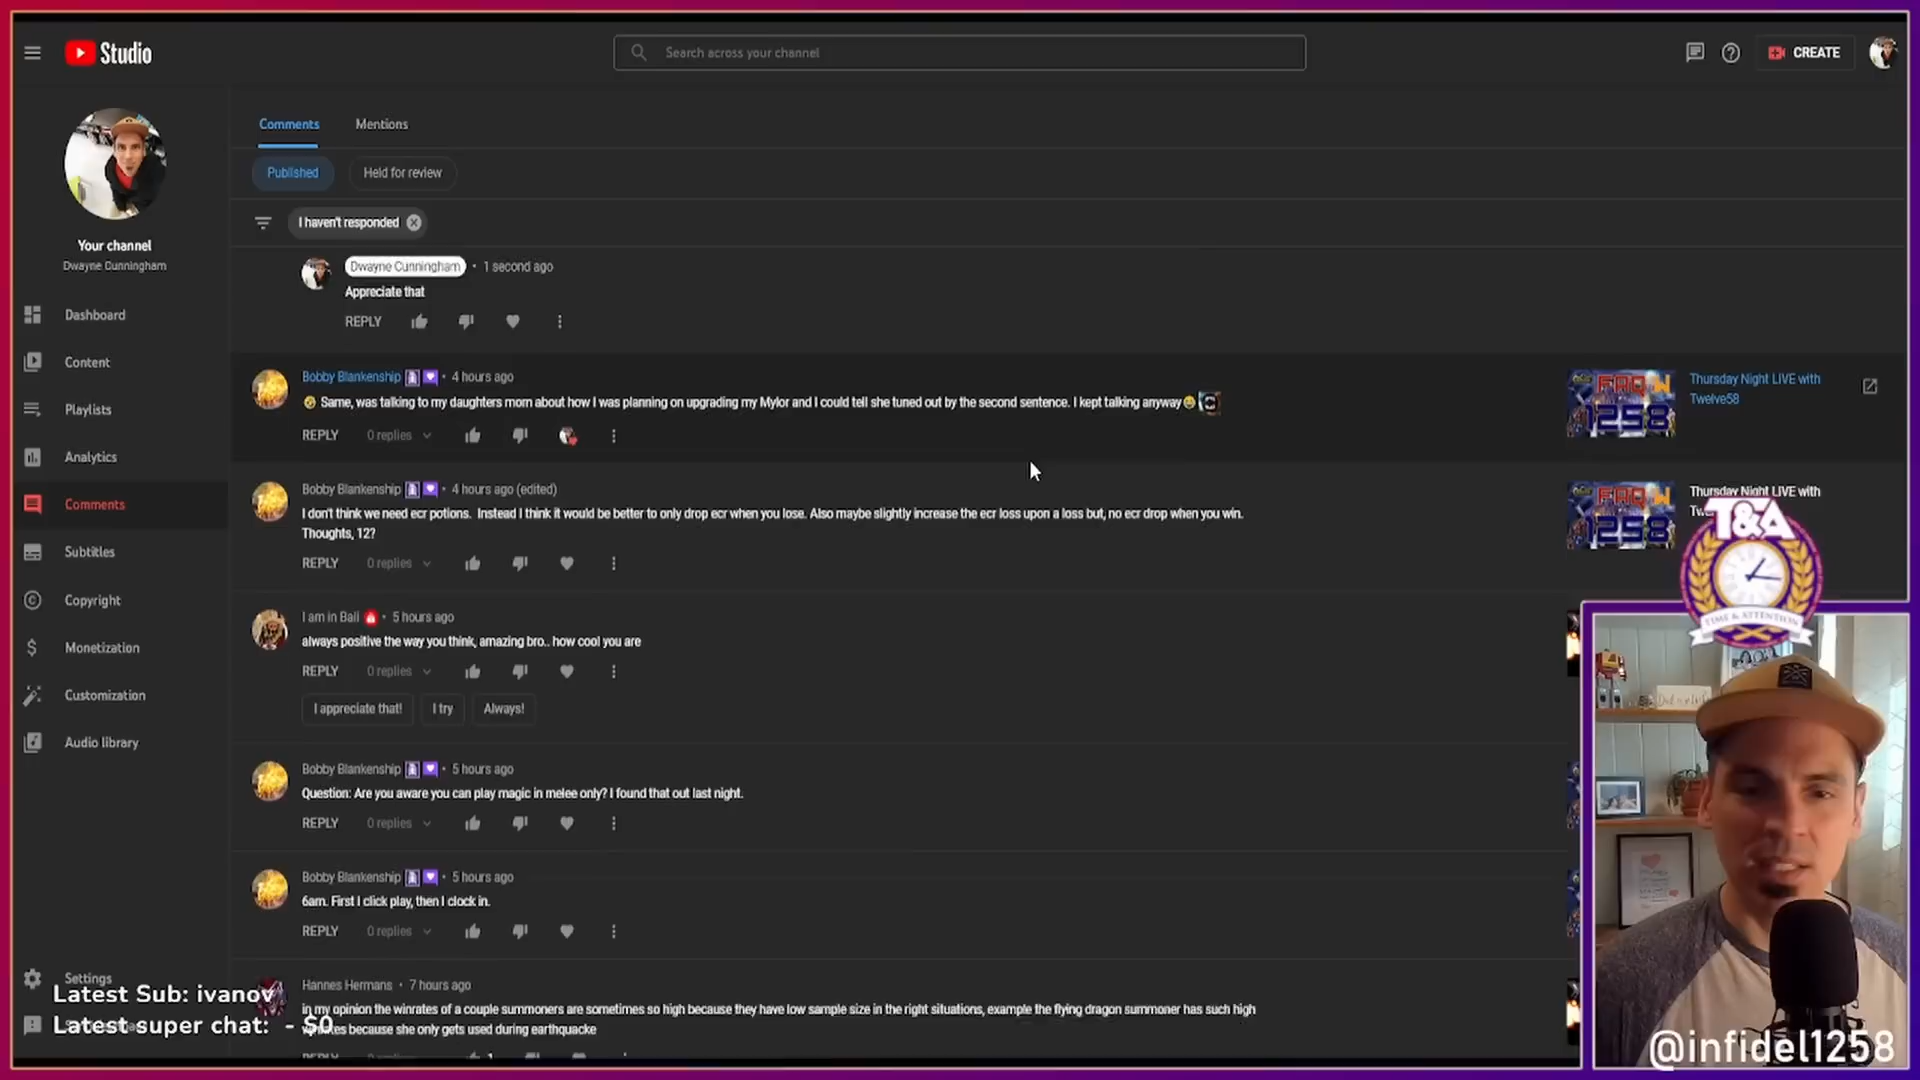 Studio
Search across your channel
CREATE
Your channel
Dwayne Cunningham
Dashboard
Content
Playlists
Analytics
Comments
Subtitles
Copyright
Monetization
Customization
Audio library
Settings
Latest Sub: ivanov
Latest super chat: - $0
Comments
Mentions
Published
Held for review
I haven't responded
Dwayne Cunningham • 1 second ago
Appreciate that
REPLY
Bobby Blankenship • 4 hours ago
🤣 Same, was talking to my daughters mom about how I was planning on upgrading my Mylor and I could tell she tuned out by the second sentence. I kept talking anyway😂
REPLY 0 replies
Thursday Night LIVE with
Twelve58
FAQ W
1258
Bobby Blankenship • 4 hours ago (edited)
I don't think we need ecr potions. Instead I think it would be better to only drop ecr when you lose. Also maybe slightly increase the ecr loss upon a loss but, no ecr drop when you win.
Thoughts, 12?
REPLY 0 replies
Thursday Night LIVE with
FAQ W
1258
I am in Bali • 5 hours ago
always positive the way you think, amazing bro.. how cool you are
REPLY 0 replies
I appreciate that!
I try
Always!
Bobby Blankenship • 5 hours ago
Question: Are you aware you can play magic in melee only? I found that out last night.
REPLY 0 replies
Bobby Blankenship • 5 hours ago
6am. First I click play, then I clock in.
REPLY 0 replies
Hannes Hermans • 7 hours ago
in my opinion the winrates of a couple summoners are sometimes so high because they have low sample size in the right situations, example the flying dragon summoner has such high
because she only gets used during earthquacke
REPLY 0 replies 1
T&A
TIME & ATTENTION
@infidel1258